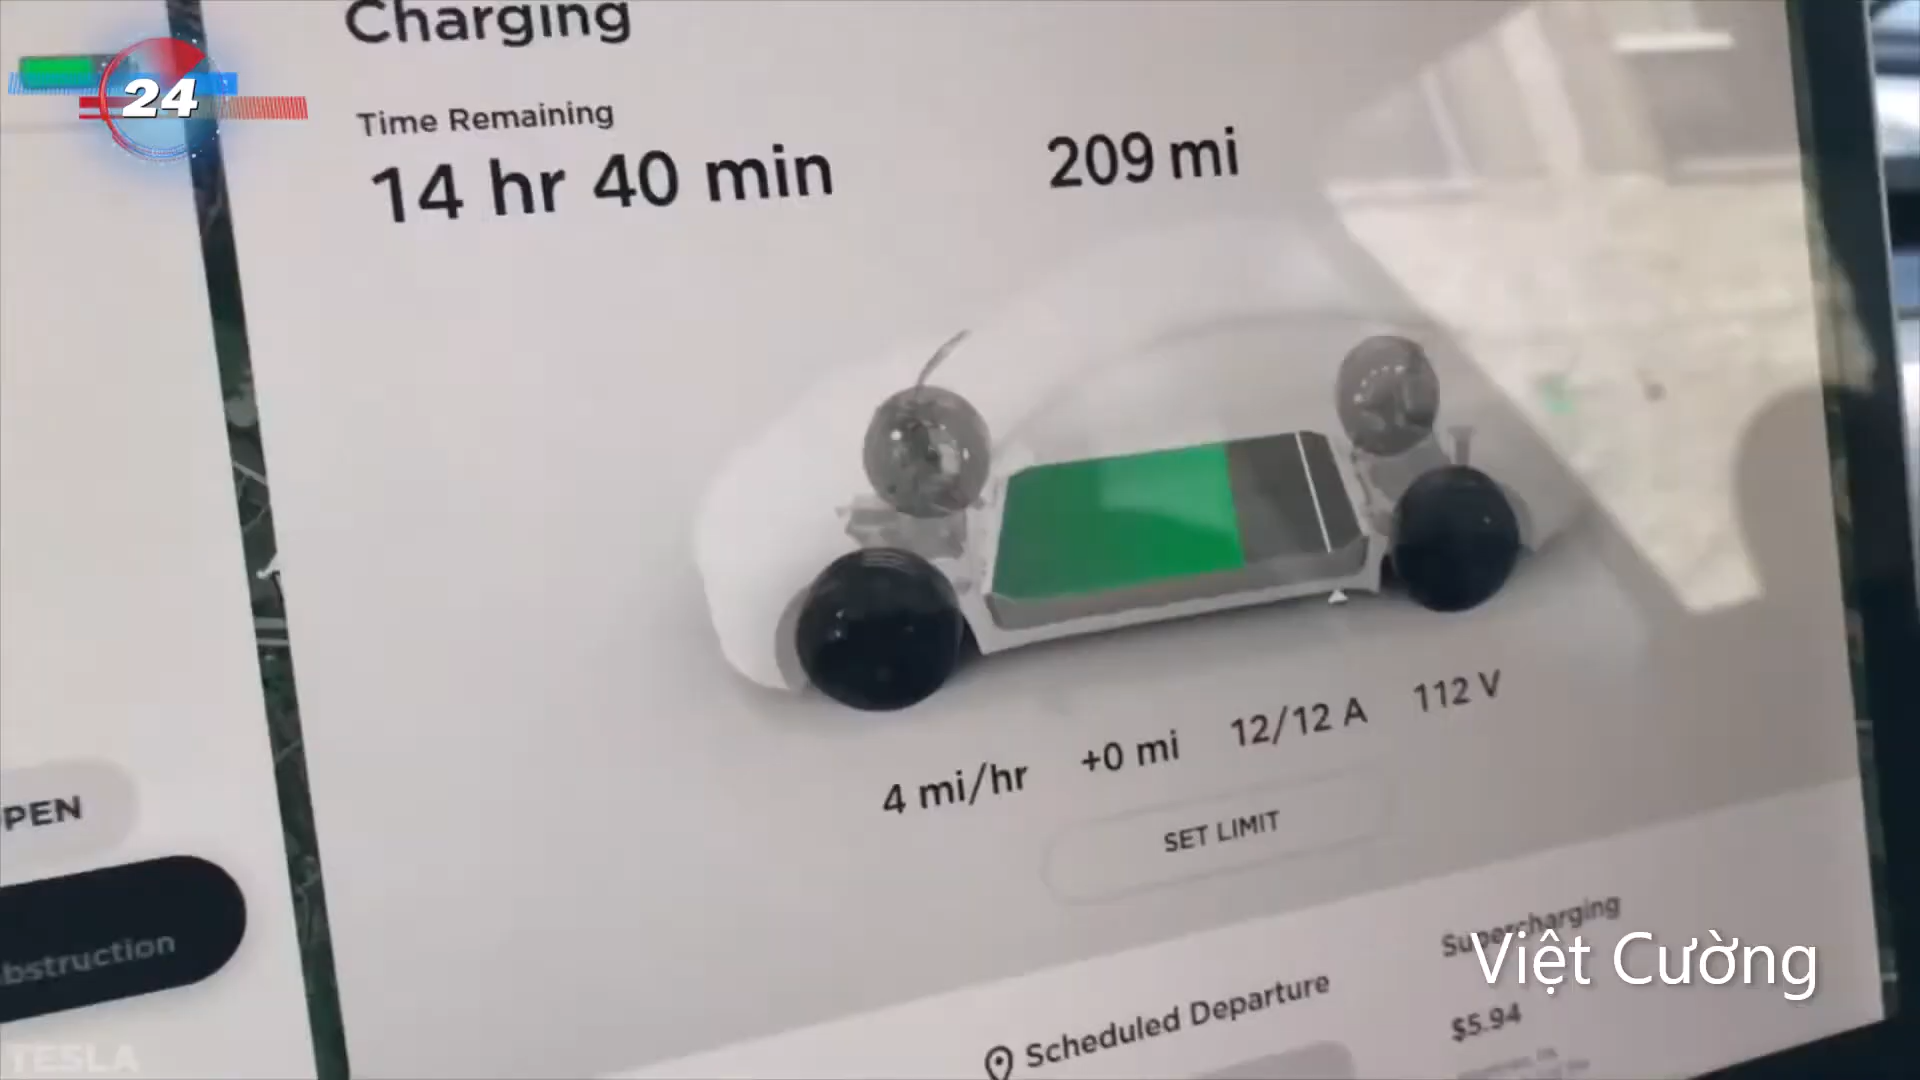 Charging
24
Time Remaining
14 hr 40 min
209 mi
4 mi/hr
+0 mi
12/12 A
112 V
PEN
SET LIMIT
bstruction
Supercharging
Việt Cường
Scheduled Departure
$5.94
TESLA